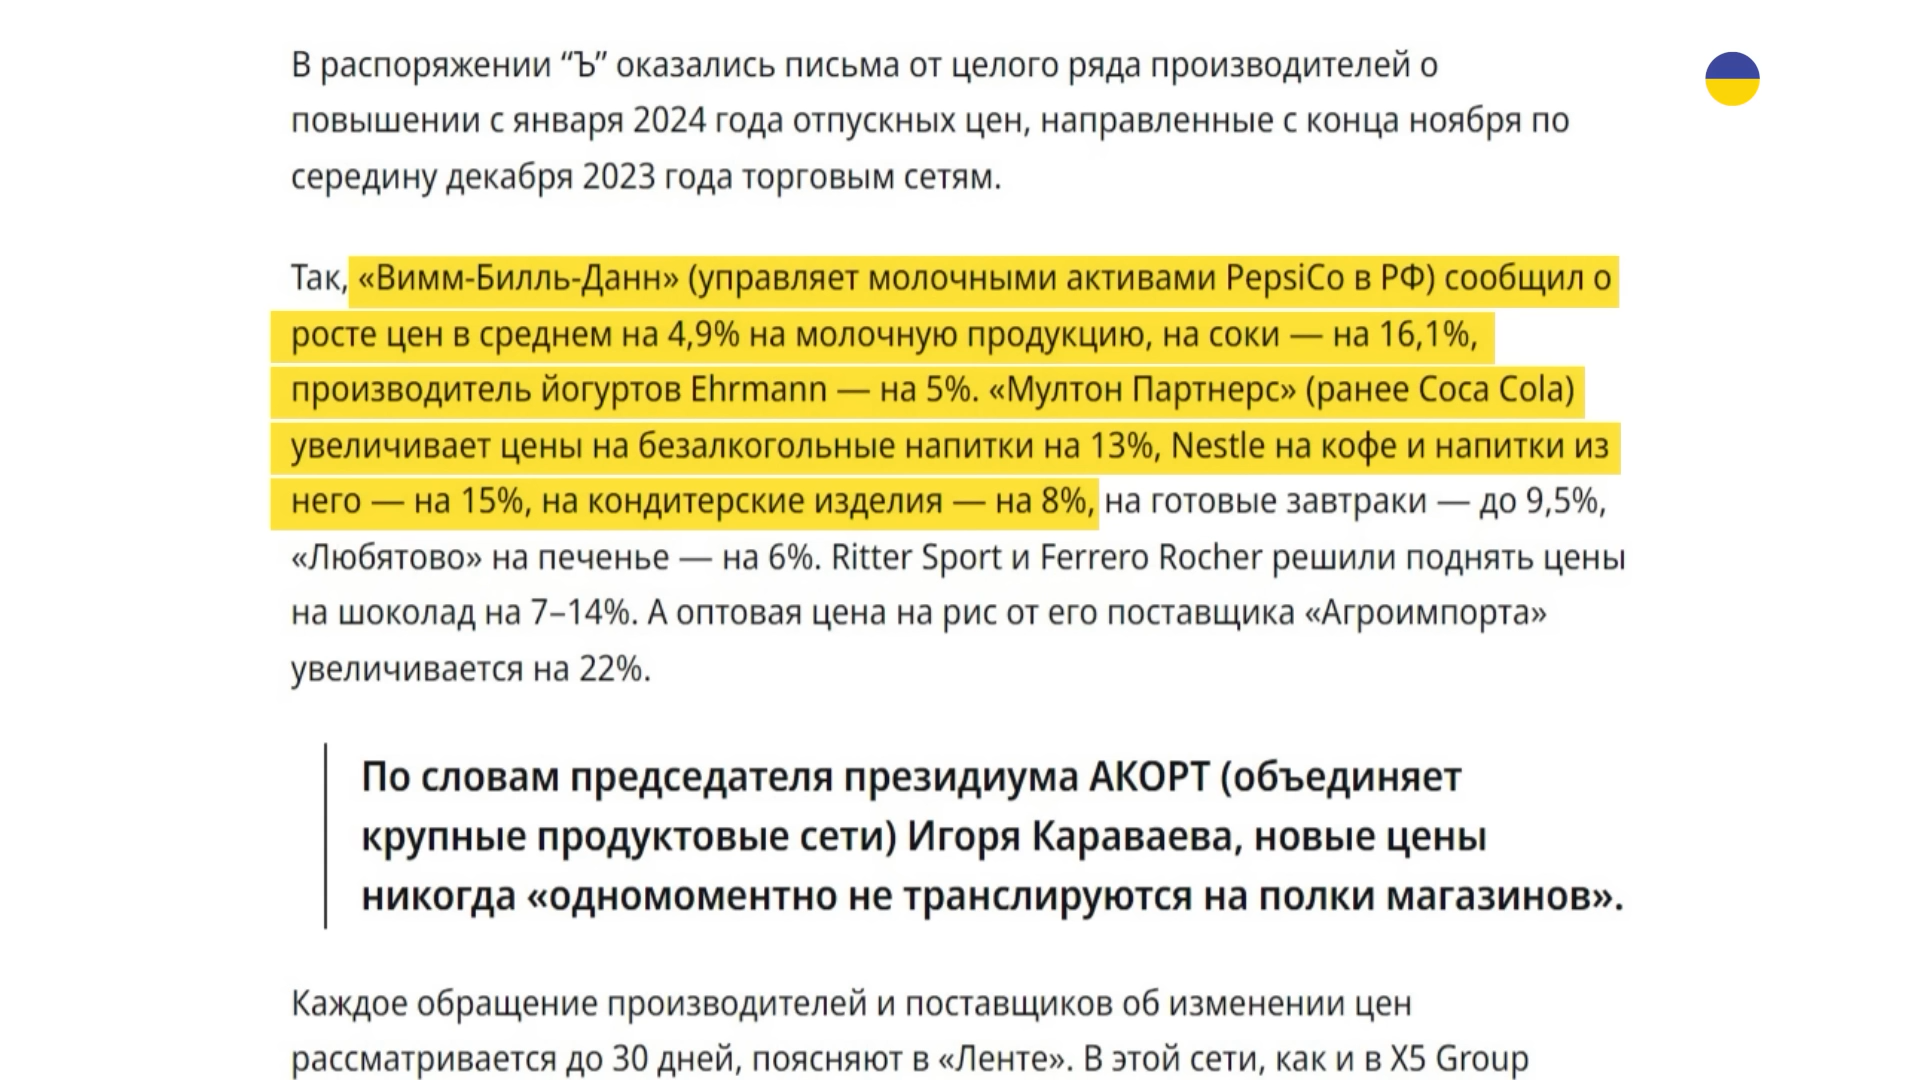 В распоряжении “Ъ” оказались письма от целого ряда производителей о
повышении с января 2024 года отпускных цен, направленные с конца ноября по
середину декабря 2023 года торговым сетям.
Так, «Вимм-Билль-Данн» (управляет молочными активами PepsiCo в РФ) сообщил о
росте цен в среднем на 4,9% на молочную продукцию, на соки — на 16,1%,
производитель йогуртов Ehrmann — на 5%. «Мултон Партнерс» (ранее Coca Cola)
увеличивает цены на безалкогольные напитки на 13%, Nestle на кофе и напитки из
него — на 15%, на кондитерские изделия — на 8%, на готовые завтраки — до 9,5%,
«Любятово» на печенье — на 6%. Ritter Sport и Ferrero Rocher решили поднять цены
на шоколад на 7–14%. А оптовая цена на рис от его поставщика «Агроимпорта»
увеличивается на 22%.
По словам председателя президиума АКОРТ (объединяет
крупные продуктовые сети) Игоря Караваева, новые цены
никогда «одномоментно не транслируются на полки магазинов».
Каждое обращение производителей и поставщиков об изменении цен
рассматривается до 30 дней, поясняют в «Ленте». В этой сети, как и в X5 Group